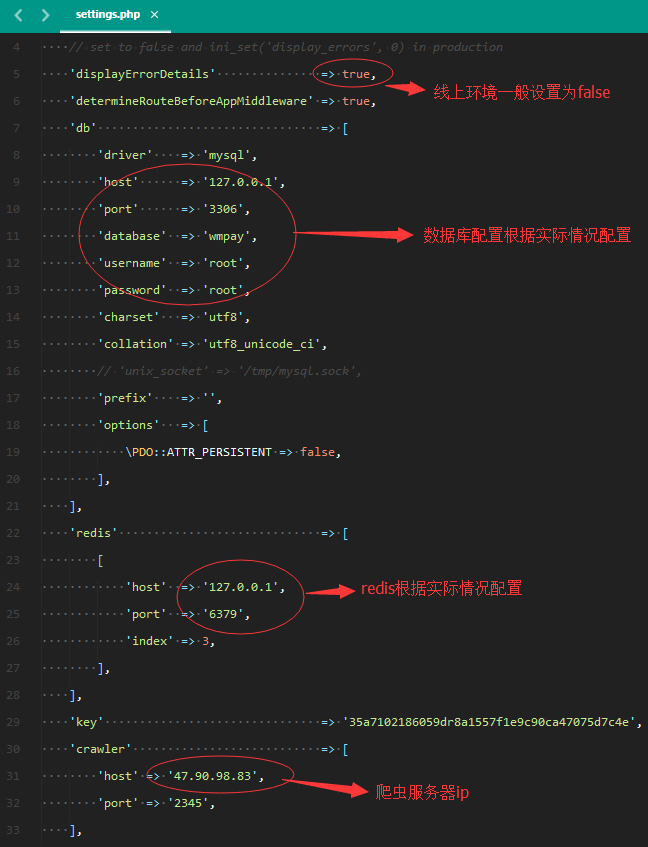 settings.php ×
4 // set to false and ini_set('display_errors', 0) in production
5 'displayErrorDetails' => true,
线上环境一般设置为false
6 'determineRouteBeforeAppMiddleware' => true,
7 'db' => [
8 'driver' => 'mysql',
9 'host' => '127.0.0.1',
10 'port' => '3306',
11 'database' => 'wmpay',
数据库配置根据实际情况配置
12 'username' => 'root',
13 'password' => 'root',
14 'charset' => 'utf8',
15 'collation' => 'utf8_unicode_ci',
16 // 'unix_socket' => '/tmp/mysql.sock',
17 'prefix' => '',
18 'options' => [
19 \PDO::ATTR_PERSISTENT => false,
20 ],
21 ],
22 'redis' => [
23 [
24 'host' => '127.0.0.1',
redis根据实际情况配置
25 'port' => '6379',
26 'index' => 3,
27 ],
28 ],
29 'key' => '35a7102186059dr8a1557f1e9c90ca47075d7c4e',
30 'crawler' => [
31 'host' => '47.90.98.83',
爬虫服务器ip
32 'port' => '2345',
33 ],